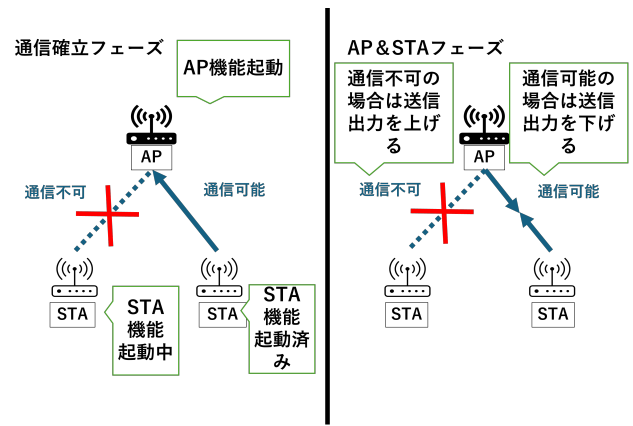 通信確立フェーズ
AP機能起動
AP
通信不可
通信可能
STA
STA
機能
起動中
STA
STA
機能
起動済
み
AP＆STAフェーズ
通信不可の
場合は送信
出力を上げ
る
通信可能の
場合は送信
出力を下げ
る
AP
通信不可
通信可能
STA
STA